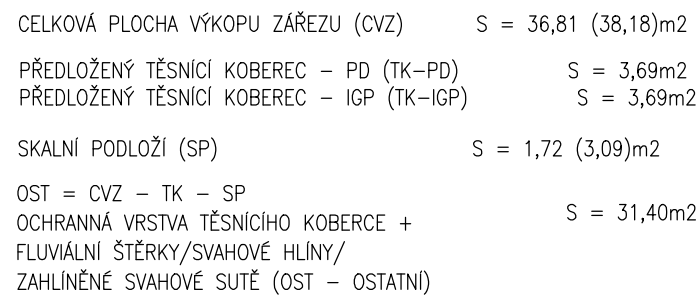 CELKOVÁ PLOCHA VÝKOPU ZÁŘEZU (CVZ) S = 36,81 (38,18)m2
PŘEDLOŽENÝ TĚSNÍCÍ KOBEREC – PD (TK–PD) S = 3,69m2
PŘEDLOŽENÝ TĚSNÍCÍ KOBEREC – IGP (TK–IGP) S = 3,69m2
SKALNÍ PODLOŽÍ (SP) S = 1,72 (3,09)m2
OST = CVZ – TK – SP
OCHRANNÁ VRSTVA TĚSNÍCÍHO KOBERCE + S = 31,40m2
FLUVIÁLNÍ ŠTĚRKY/SVAHOVÉ HLÍNY/
ZAHLÍNĚNÉ SVAHOVÉ SUTĚ (OST – OSTATNÍ)